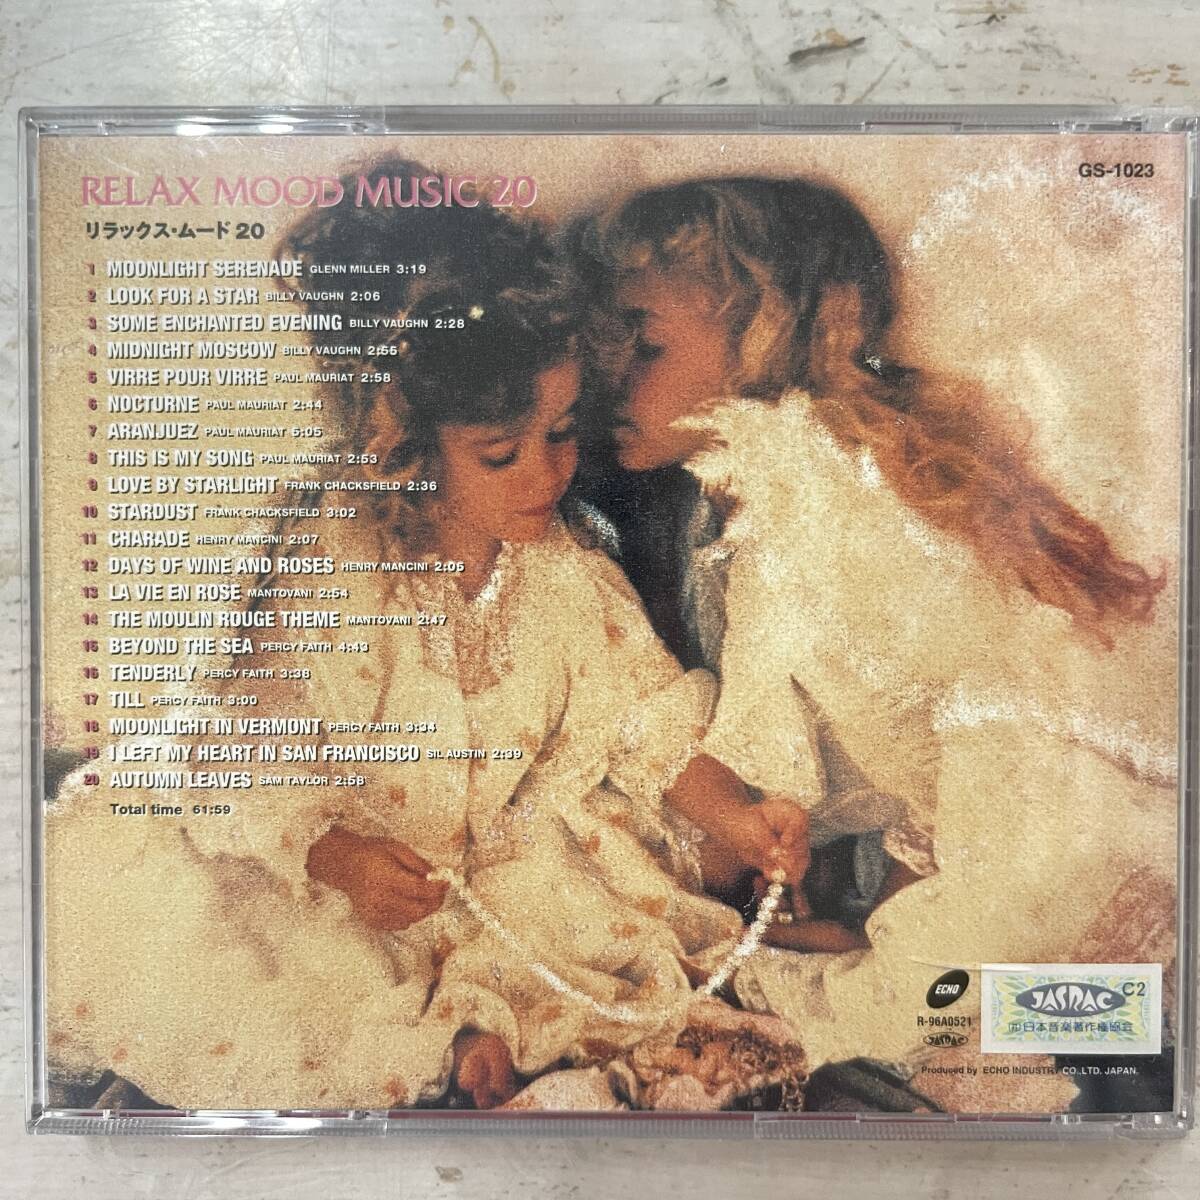 RELAX MOOD MUSIC 20
GS-1023
リラックス・ムード 20
1 MOONLIGHT SERENADE GLENN MILLER 3:19
2 LOOK FOR A STAR BILLY VAUGHN 2:06
3 SOME ENCHANTED EVENING BILLY VAUGHN 2:28
4 MIDNIGHT MOSCOW BILLY VAUGHN 2:55
5 VIRRE POUR VIRRE PAUL MAURIAT 2:58
6 NOCTURNE PAUL MAURIAT 2:44
7 ARANJUEZ PAUL MAURIAT 5:05
8 THIS IS MY SONG PAUL MAURIAT 2:53
9 LOVE BY STARLIGHT FRANK CHACKSFIELD 2:36
10 STARDUST FRANK CHACKSFIELD 3:02
11 CHARADE HENRY MANCINI 2:07
12 DAYS OF WINE AND ROSES HENRY MANCINI 2:05
13 LA VIE EN ROSE MANTOVANI 2:54
14 THE MOULIN ROUGE THEME MANTOVANI 2:47
15 BEYOND THE SEA PERCY FAITH 4:43
16 TENDERLY PERCY FAITH 3:38
17 TILL PERCY FAITH 3:00
18 MOONLIGHT IN VERMONT PERCY FAITH 3:34
19 I LEFT MY HEART IN SAN FRANCISCO SIL AUSTIN 2:39
20 AUTUMN LEAVES SAM TAYLOR 2:58
Total time 61:59
ECHO
R-96A0521
JASRAC
JASRAC C2
(社)日本音楽著作権協会
Produced by ECHO INDUSTRY CO.,LTD. JAPAN.